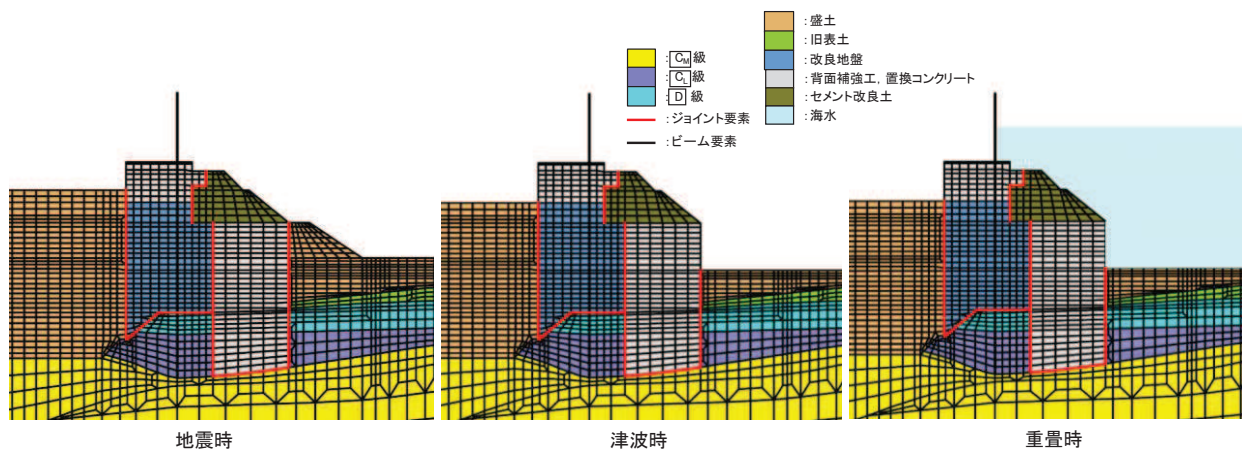 :盛土
:旧表土
:改良地盤
:背面補強工, 置換コンクリート
:セメント改良土
:海水
:CM級
:CL級
:D級
:ジョイント要素
:ビーム要素
地震時
津波時
重畳時